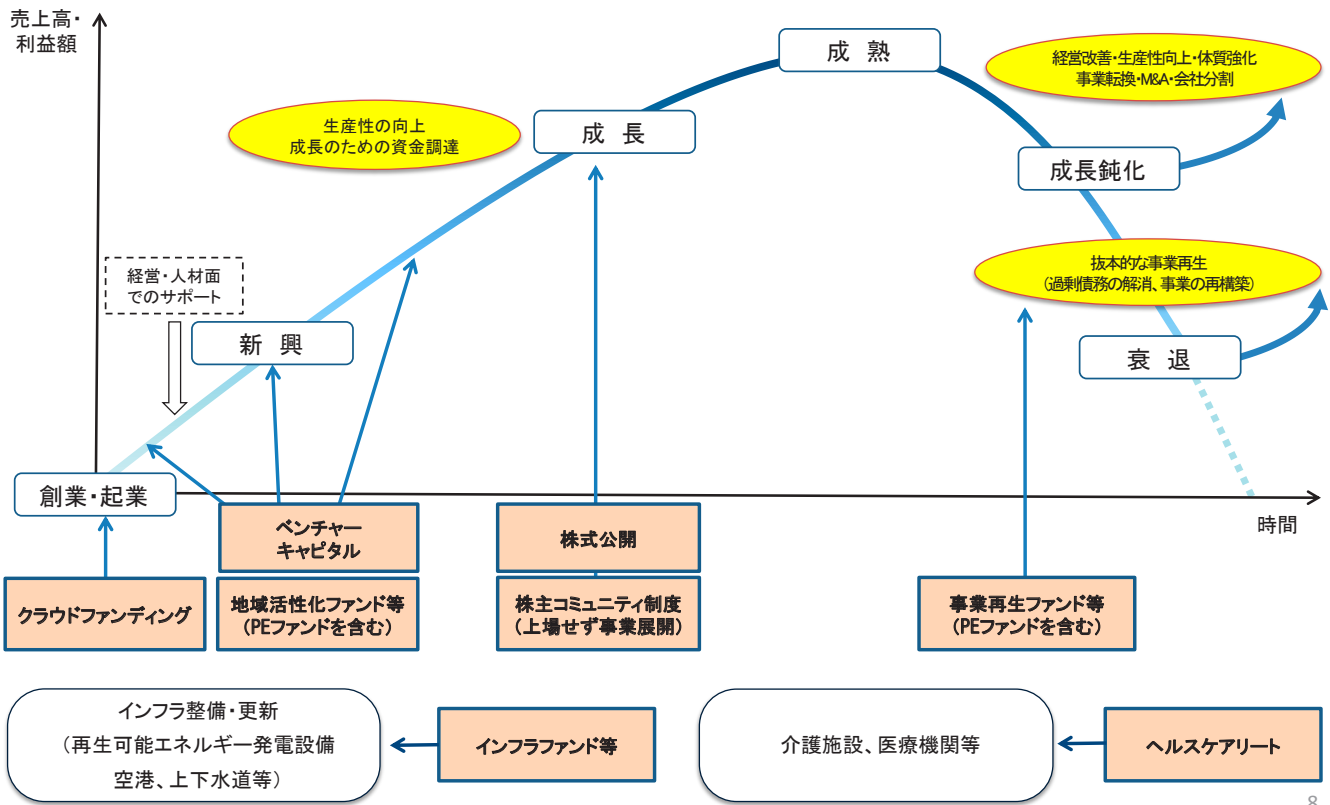 売上高・
利益額
成 熟
経営改善・生産性向上・体質強化
事業転換・M&A・会社分割
生産性の向上
成長のための資金調達
成 長
成長鈍化
経営・人材面
でのサポート
抜本的な事業再生
(過剰債務の解消、事業の再構築)
新 興
衰 退
創業・起業
時間
ベンチャー
キャピタル
株式公開
クラウドファンディング
地域活性化ファンド等
(PEファンドを含む)
株主コミュニティ制度
(上場せず事業展開)
事業再生ファンド等
(PEファンドを含む)
インフラ整備・更新
(再生可能エネルギー発電設備
空港、上下水道等)
インフラファンド等
介護施設、医療機関等
ヘルスケアリート
8